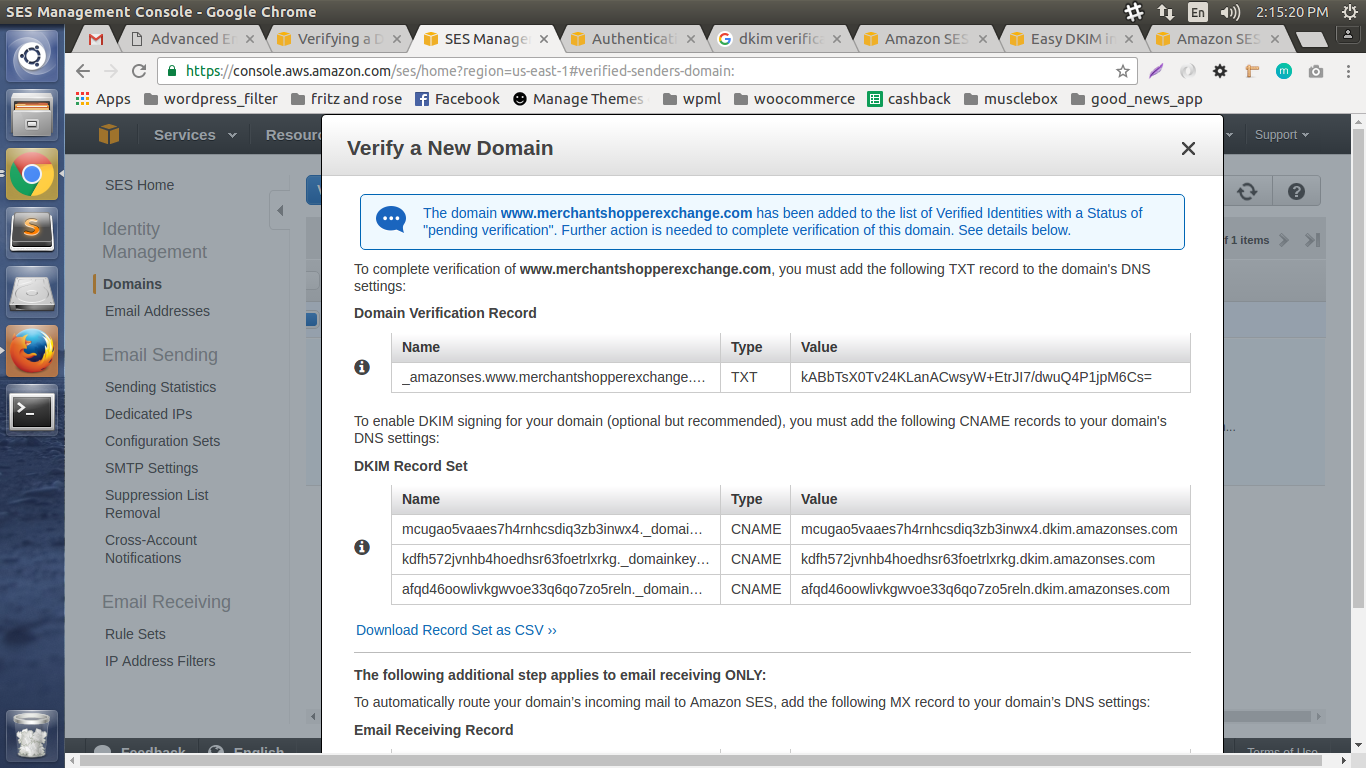 SES Management Console - Google Chrome
En
2:15:20 PM
Advanced E
Verifying a D
SES Manage
Authenticati
dkim verific
Amazon SES
Easy DKIM in
Amazon SES
https://console.aws.amazon.com/ses/home?region=us-east-1#verified-senders-domain:
m
Apps
wordpress_filter
fritz and rose
Facebook
Manage Themes
wpml
woocommerce
cashback
musclebox
good_news_app
Services
Resour
Support
Verify a New Domain
SES Home
Identity
Management
Domains
Email Addresses
Email Sending
Sending Statistics
Dedicated IPs
Configuration Sets
SMTP Settings
Suppression List
Removal
Cross-Account
Notifications
Email Receiving
Rule Sets
IP Address Filters
V
f 1 items
The domain www.merchantshopperexchange.com has been added to the list of Verified Identities with a Status of
"pending verification". Further action is needed to complete verification of this domain. See details below.
To complete verification of www.merchantshopperexchange.com, you must add the following TXT record to the domain's DNS
settings:
Domain Verification Record
Name Type Value
_amazonses.www.merchantshopperexchange.… TXT kABbTsX0Tv24KLanACwsyW+EtrJI7/dwuQ4P1jpM6Cs=
To enable DKIM signing for your domain (optional but recommended), you must add the following CNAME records to your domain's
DNS settings:
DKIM Record Set
Name Type Value
mcugao5vaaes7h4rnhcsdiq3zb3inwx4._domai… CNAME mcugao5vaaes7h4rnhcsdiq3zb3inwx4.dkim.amazonses.com
kdfh572jvnhb4hoedhsr63foetrlxrkg._domainkey… CNAME kdfh572jvnhb4hoedhsr63foetrlxrkg.dkim.amazonses.com
afqd46oowlivkgwvoe33q6qo7zo5reln._domain… CNAME afqd46oowlivkgwvoe33q6qo7zo5reln.dkim.amazonses.com
Download Record Set as CSV ››
The following additional step applies to email receiving ONLY:
To automatically route your domain's incoming mail to Amazon SES, add the following MX record to your domain's DNS settings:
Email Receiving Record
Feedback
English
Terms of Use